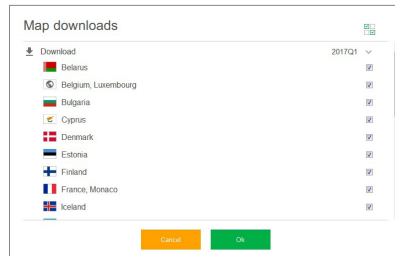 Map downloads
Download 2017Q1
Belarus
Belgium, Luxembourg
Bulgaria
Cyprus
Denmark
Estonia
Finland
France, Monaco
Iceland
Cancel Ok